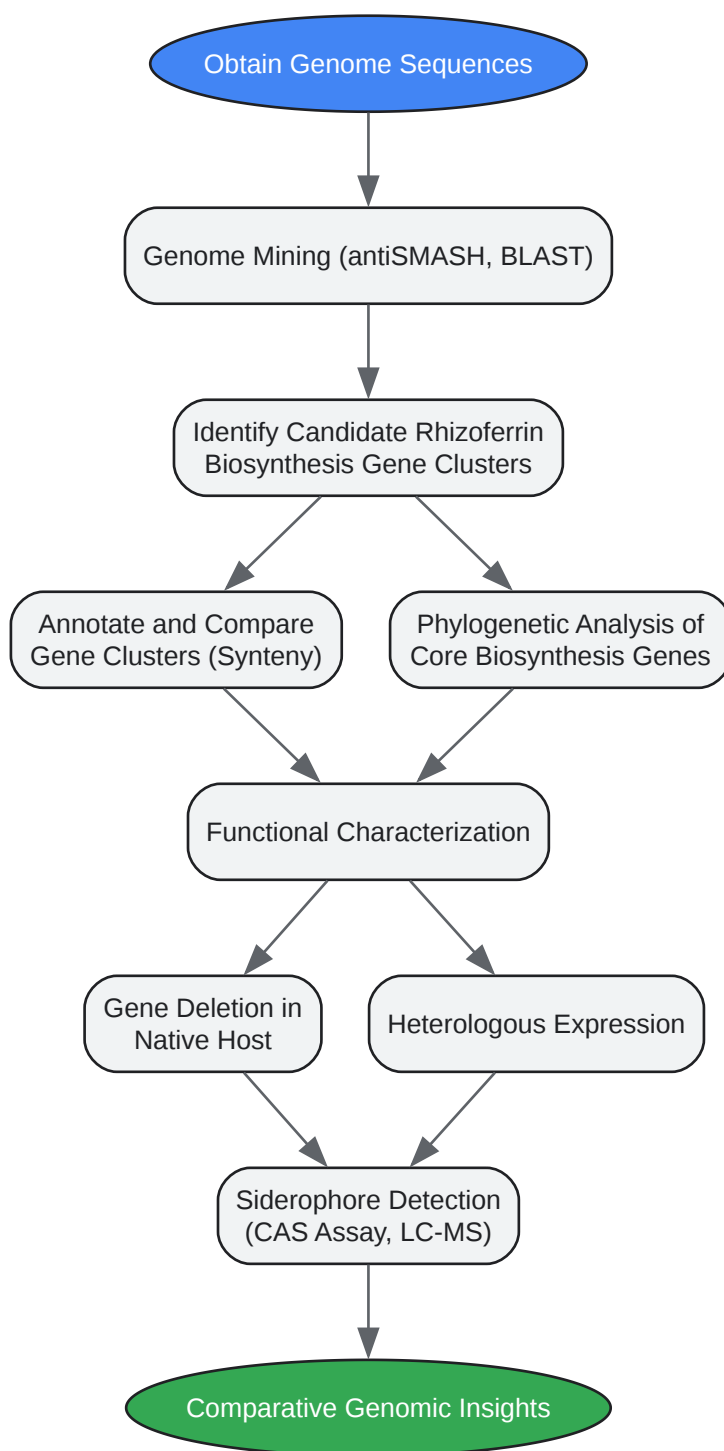 Obtain Genome Sequences
Genome Mining (antiSMASH, BLAST)
Identify Candidate Rhizoferrin
Biosynthesis Gene Clusters
Annotate and Compare
Gene Clusters (Synteny)
Phylogenetic Analysis of
Core Biosynthesis Genes
Functional Characterization
Gene Deletion in
Native Host
Heterologous Expression
Siderophore Detection
(CAS Assay, LC-MS)
Comparative Genomic Insights